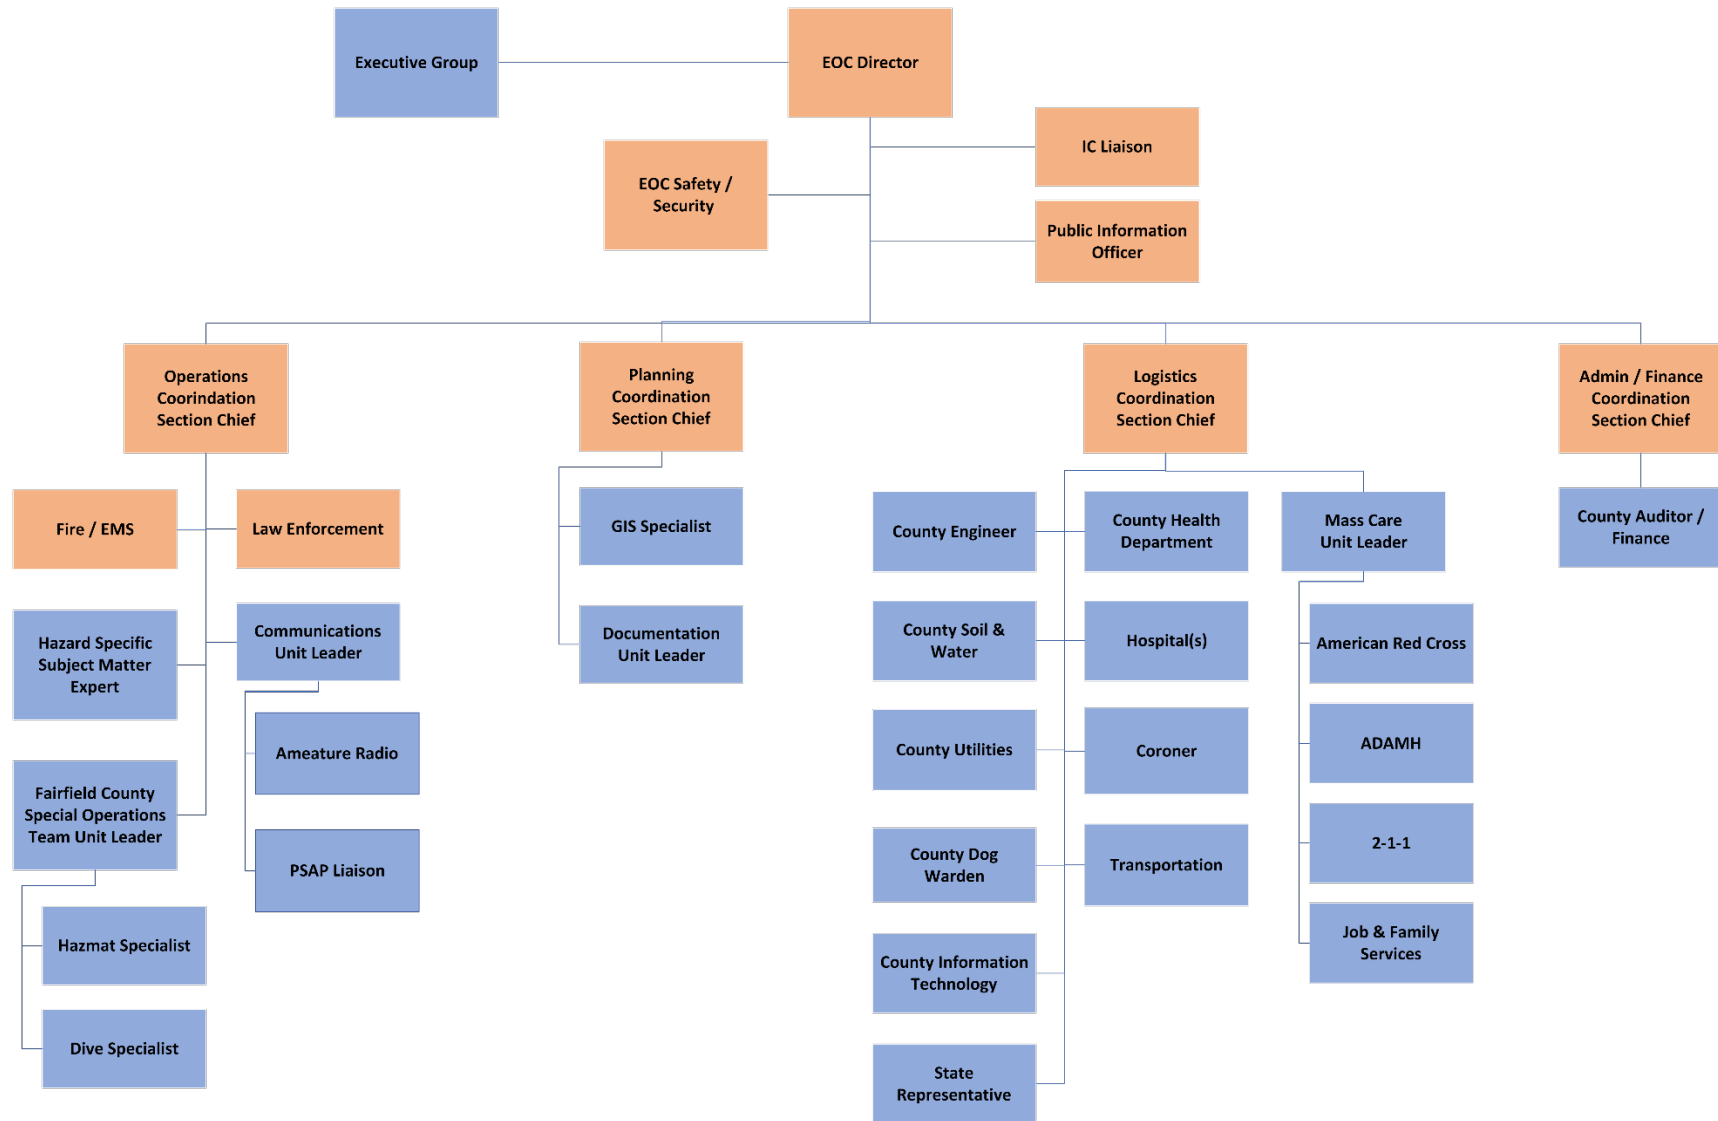 Executive Group
EOC Director
IC Liaison
EOC Safety /
Security
Public Information
Officer
Operations
Coorindation
Section Chief
Planning
Coordination
Section Chief
Logistics
Coordination
Section Chief
Admin / Finance
Coordination
Section Chief
Fire / EMS
Law Enforcement
Hazard Specific
Subject Matter
Expert
Communications
Unit Leader
Ameature Radio
PSAP Liaison
Fairfield County
Special Operations
Team Unit Leader
Hazmat Specialist
Dive Specialist
GIS Specialist
Documentation
Unit Leader
County Engineer
County Health
Department
County Soil &
Water
Hospital(s)
County Utilities
Coroner
County Dog
Warden
Transportation
County Information
Technology
State
Representative
Mass Care
Unit Leader
American Red Cross
ADAMH
2-1-1
Job & Family
Services
County Auditor /
Finance